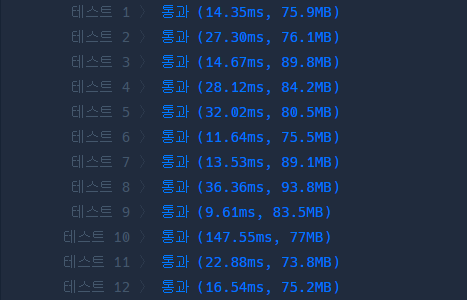 테스트 1 〉 통과 (14.35ms, 75.9MB)
테스트 2 〉 통과 (27.30ms, 76.1MB)
테스트 3 〉 통과 (14.67ms, 89.8MB)
테스트 4 〉 통과 (28.12ms, 84.2MB)
테스트 5 〉 통과 (32.02ms, 80.5MB)
테스트 6 〉 통과 (11.64ms, 75.5MB)
테스트 7 〉 통과 (13.53ms, 89.1MB)
테스트 8 〉 통과 (36.36ms, 93.8MB)
테스트 9 〉 통과 (9.61ms, 83.5MB)
테스트 10 〉 통과 (147.55ms, 77MB)
테스트 11 〉 통과 (22.88ms, 73.8MB)
테스트 12 〉 통과 (16.54ms, 75.2MB)